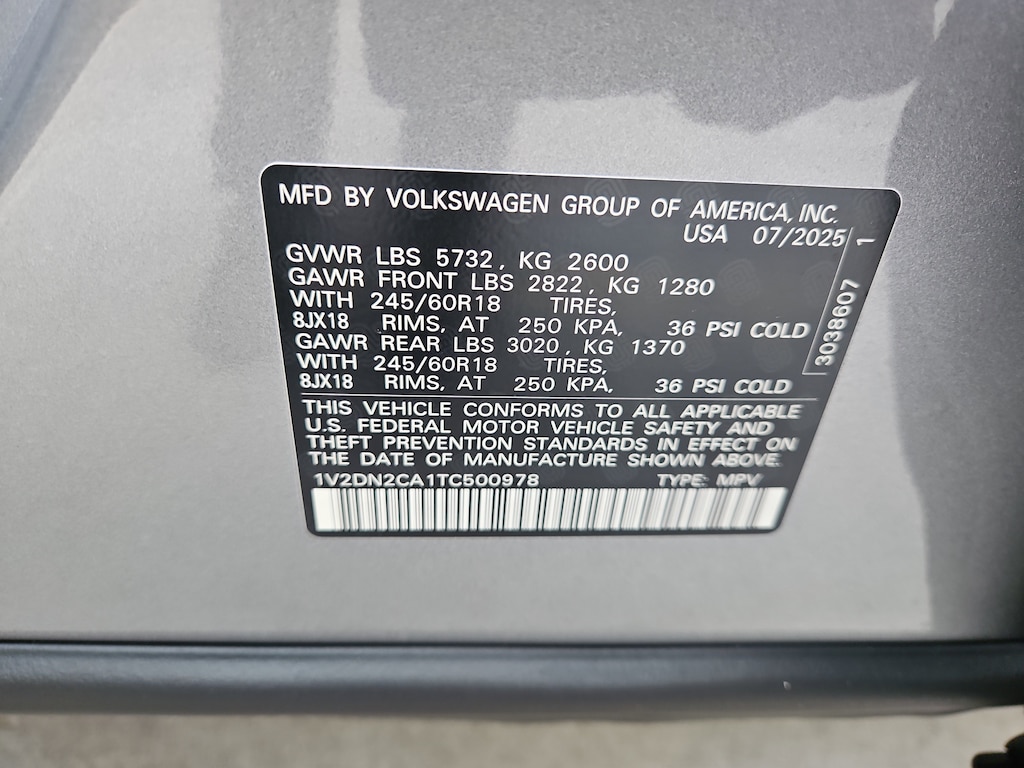 MFD BY VOLKSWAGEN GROUP OF AMERICA, INC.
USA 07/2025
GVWR LBS 5732, KG 2600
GAWR FRONT LBS 2822, KG 1280
WITH 245/60R18 TIRES,
8JX18 RIMS, AT 250 KPA, 36 PSI COLD
GAWR REAR LBS 3020, KG 1370
WITH 245/60R18 TIRES,
8JX18 RIMS, AT 250 KPA, 36 PSI COLD
3038607 1
THIS VEHICLE CONFORMS TO ALL APPLICABLE
U.S. FEDERAL MOTOR VEHICLE SAFETY AND
THEFT PREVENTION STANDARDS IN EFFECT ON
THE DATE OF MANUFACTURE SHOWN ABOVE.
1V2DN2CA1TC500978 TYPE: MPV